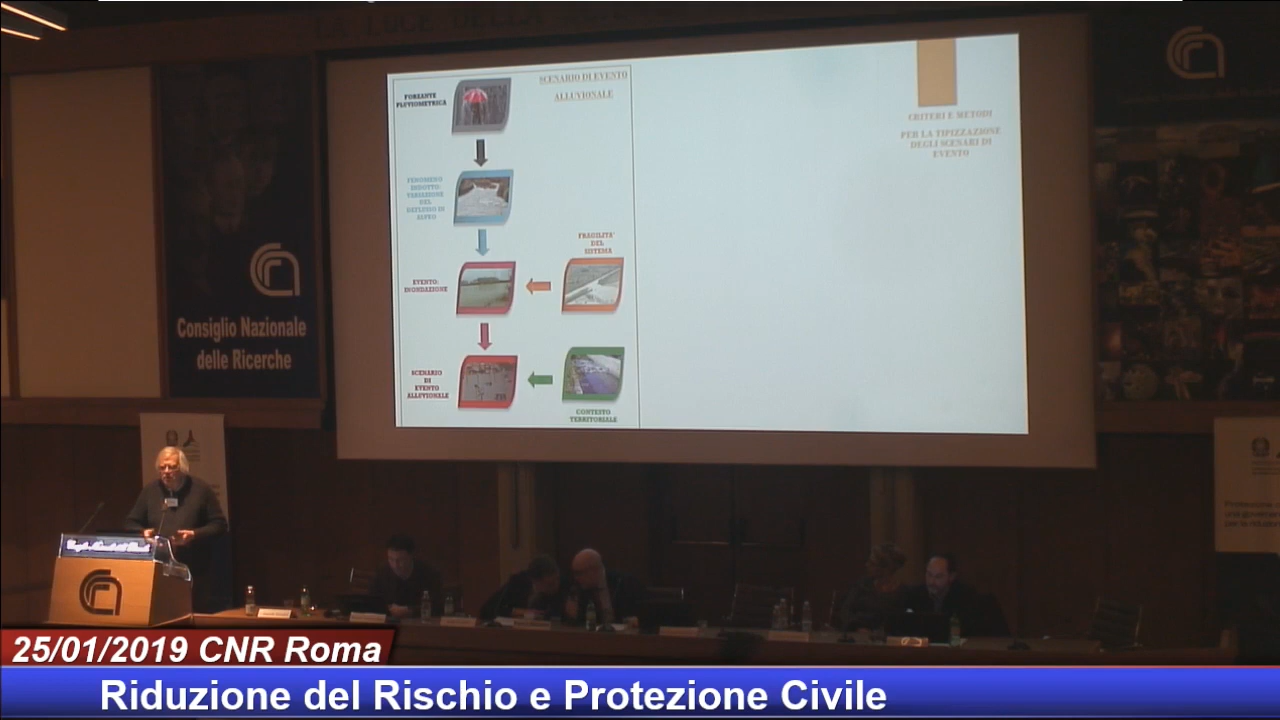 SCENARIO DI EVENTO
ALLUVIONALE
FORZANTE
PLUVIOMETRICA
FENOMENO
INDOTTO:
VARIAZIONE
DEL
DEFLUSSO IN
ALVEO
FRAGILITA'
DEL
SISTEMA
EVENTO:
INONDAZIONE
SCENARIO
DI
EVENTO
ALLUVIONALE
CONTESTO
TERRITORIALE
CRITERI E METODI
PER LA TIPIZZAZIONE
DEGLI SCENARI DI
EVENTO
Consiglio Nazionale
delle Ricerche
25/01/2019 CNR Roma
Riduzione del Rischio e Protezione Civile